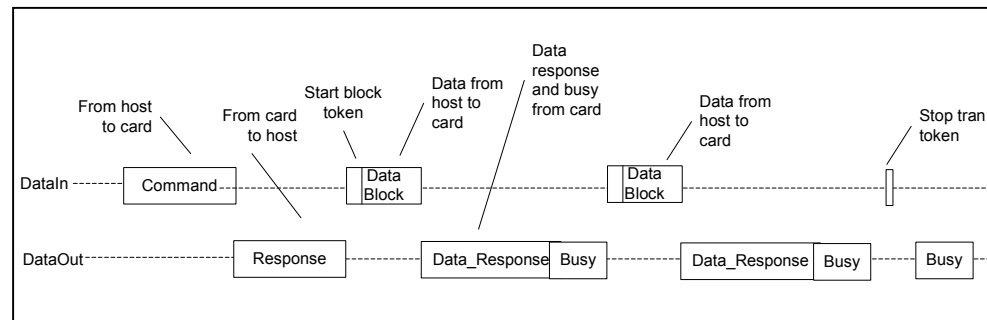 Data
response
and busy
from card
From host
to card
From card
to host
Start block
token
Data from
host to
card
Data from
host to
card
Stop tran
token
DataIn
Command
Data
Block
Data
Block
DataOut
Response
Data_Response
Busy
Data_Response
Busy
Busy